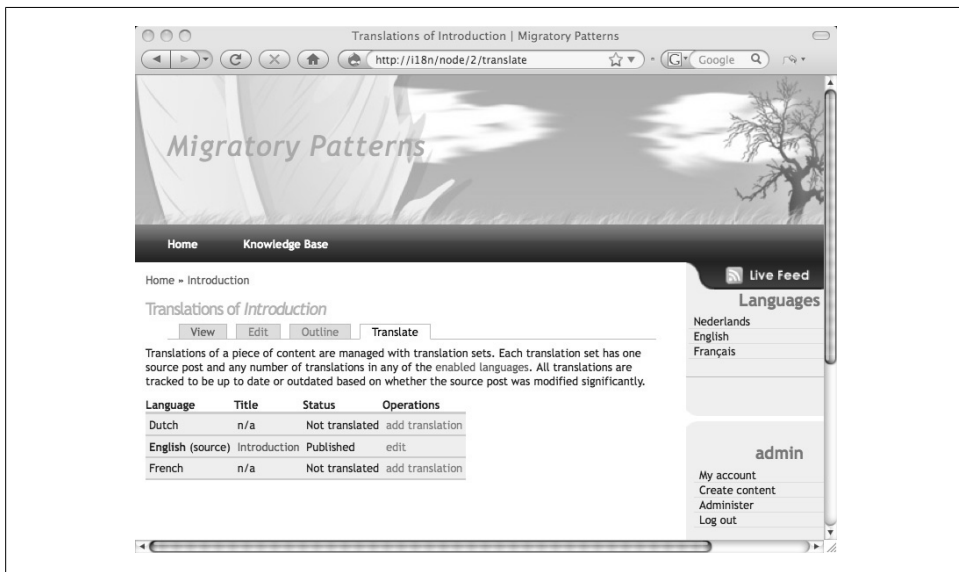 Translations of Introduction | Migratory Patterns
http://i18n/node/2/translate
G
Google
Migratory Patterns
Home Knowledge Base
Live Feed
Home » Introduction
Translations of Introduction
View Edit Outline Translate
Translations of a piece of content are managed with translation sets. Each translation set has one
source post and any number of translations in any of the enabled languages. All translations are
tracked to be up to date or outdated based on whether the source post was modified significantly.
Language Title Status Operations
Dutch n/a Not translated add translation
English (source) Introduction Published edit
French n/a Not translated add translation
Languages
Nederlands
English
Français
admin
My account
Create content
Administer
Log out